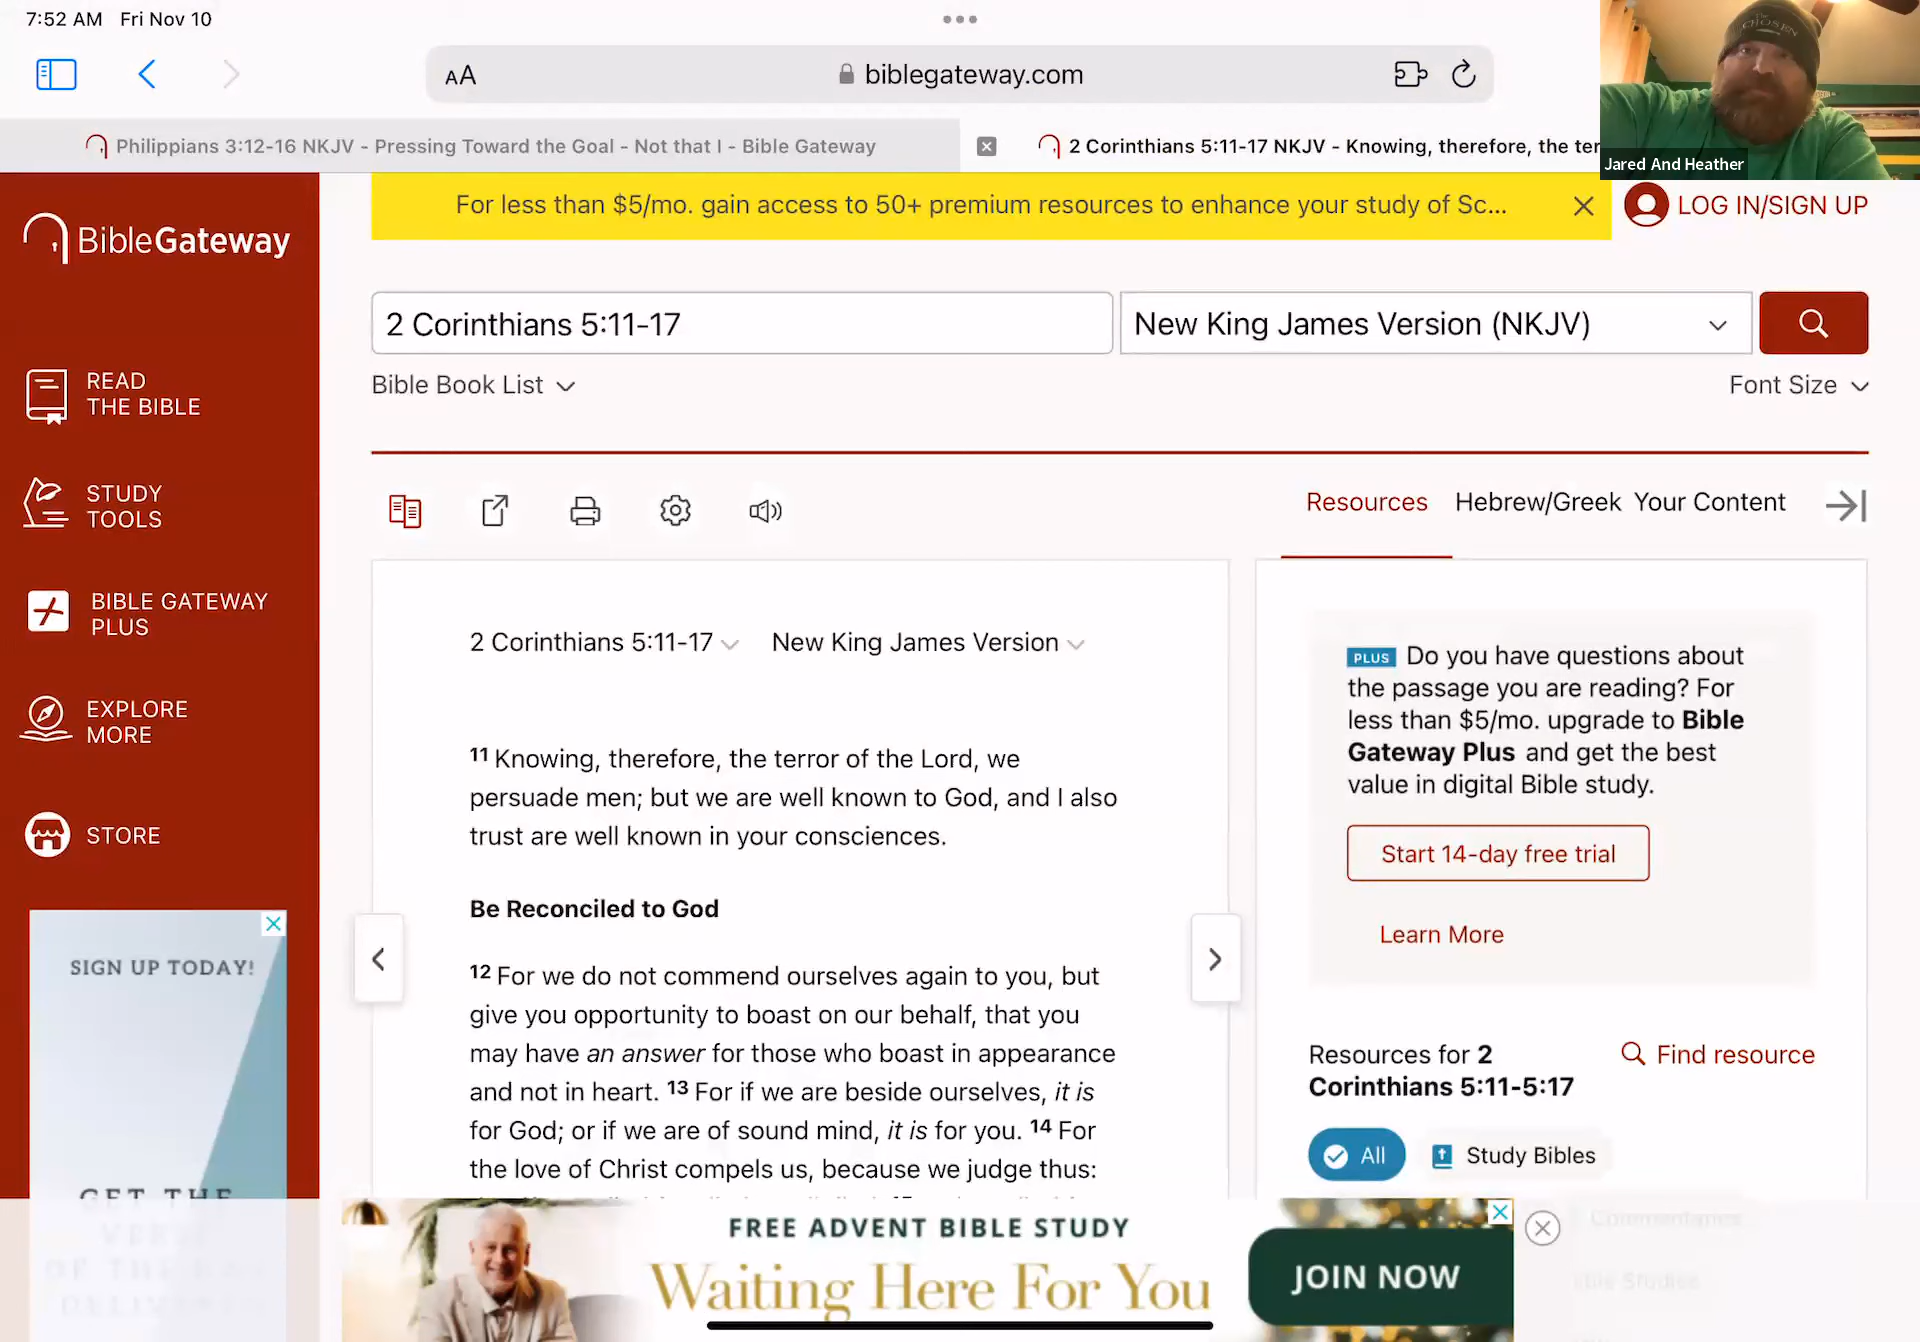 7:52 AM Fri Nov 10
AA
biblegateway.com
Philippians 3:12-16 NKJV - Pressing Toward the Goal - Not that I - Bible Gateway
2 Corinthians 5:11-17 NKJV - Knowing, therefore, the ter
CHOSEN
Jared And Heather
BibleGateway
For less than $5/mo. gain access to 50+ premium resources to enhance your study of Sc...
LOG IN/SIGN UP
2 Corinthians 5:11-17
New King James Version (NKJV)
Bible Book List
Font Size
READ
THE BIBLE
STUDY
TOOLS
BIBLE GATEWAY
PLUS
EXPLORE
MORE
STORE
Resources
Hebrew/Greek
Your Content
2 Corinthians 5:11-17
New King James Version
11 Knowing, therefore, the terror of the Lord, we
persuade men; but we are well known to God, and I also
trust are well known in your consciences.
Be Reconciled to God
12 For we do not commend ourselves again to you, but
give you opportunity to boast on our behalf, that you
may have an answer for those who boast in appearance
and not in heart. 13 For if we are beside ourselves, it is
for God; or if we are of sound mind, it is for you. 14 For
the love of Christ compels us, because we judge thus:
PLUS Do you have questions about
the passage you are reading? For
less than $5/mo. upgrade to Bible
Gateway Plus and get the best
value in digital Bible study.
Start 14-day free trial
Learn More
Resources for 2
Corinthians 5:11-5:17
Find resource
All
Study Bibles
Commentaries
SIGN UP TODAY!
GET THE
FREE ADVENT BIBLE STUDY
Waiting Here For You
JOIN NOW